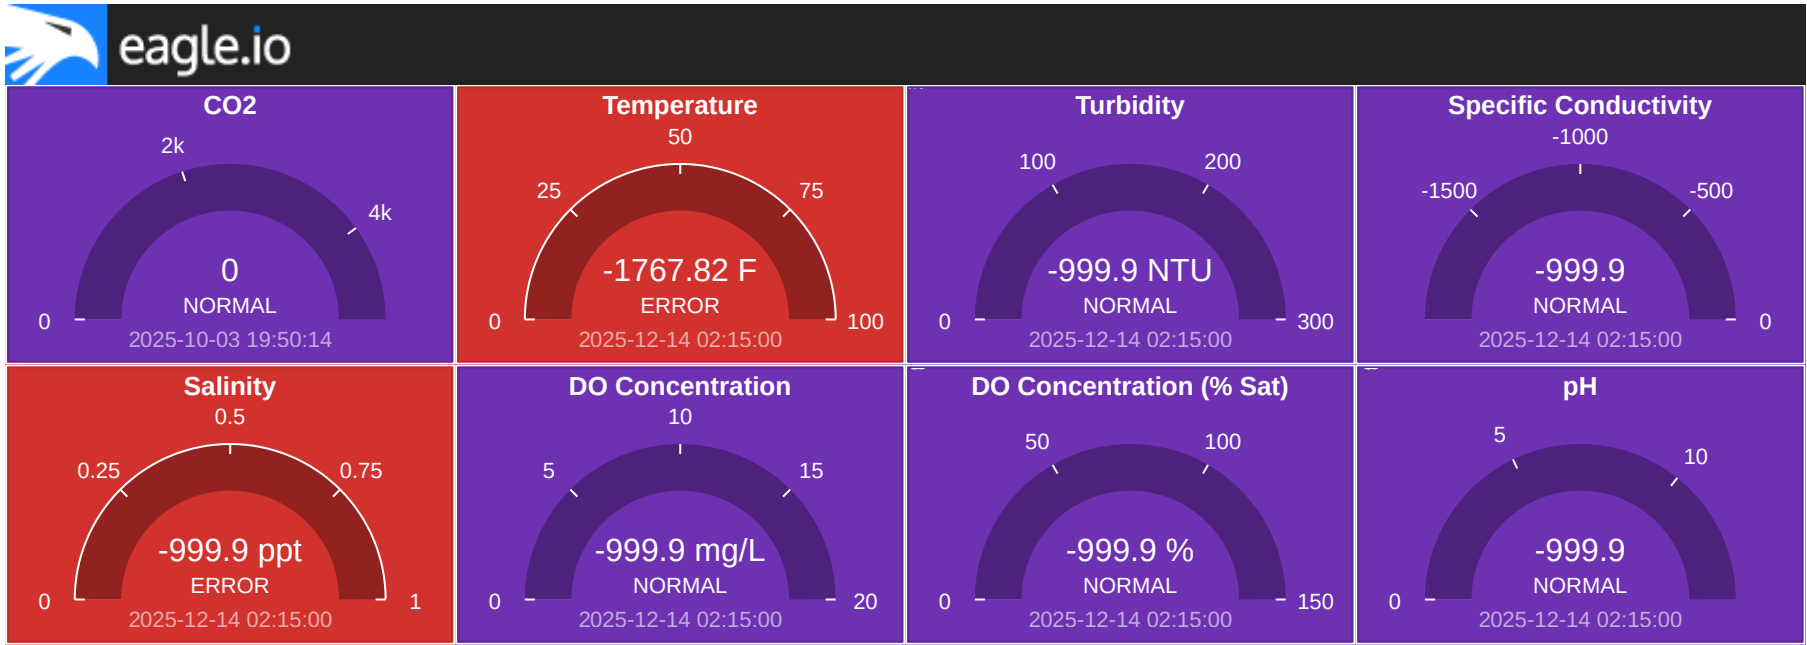 eagle.io
CO2
2k
4k
0
NORMAL
0
2025-10-03 19:50:14
Temperature
50
25
75
-1767.82 F
ERROR
0
100
2025-12-14 02:15:00
Turbidity
100
200
-999.9 NTU
NORMAL
0
300
2025-12-14 02:15:00
Specific Conductivity
-1000
-1500
-500
-999.9
NORMAL
0
2025-12-14 02:15:00
Salinity
0.5
0.25
0.75
-999.9 ppt
ERROR
0
1
2025-12-14 02:15:00
DO Concentration
10
5
15
-999.9 mg/L
NORMAL
0
20
2025-12-14 02:15:00
DO Concentration (% Sat)
50
100
-999.9 %
NORMAL
0
150
2025-12-14 02:15:00
pH
5
10
-999.9
NORMAL
0
2025-12-14 02:15:00